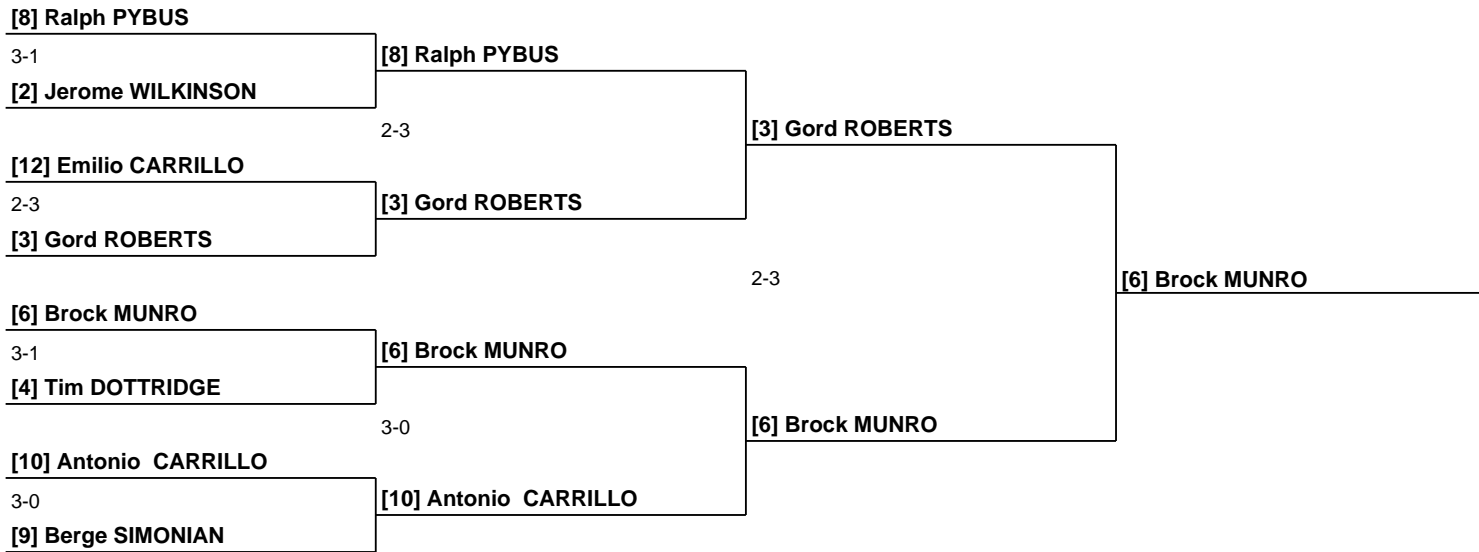 [8] Ralph PYBUS
3-1
[8] Ralph PYBUS
[2] Jerome WILKINSON
2-3
[3] Gord ROBERTS
[12] Emilio CARRILLO
2-3
[3] Gord ROBERTS
[3] Gord ROBERTS
2-3
[6] Brock MUNRO
[6] Brock MUNRO
3-1
[6] Brock MUNRO
[4] Tim DOTTRIDGE
3-0
[6] Brock MUNRO
[10] Antonio  CARRILLO
3-0
[10] Antonio  CARRILLO
[9] Berge SIMONIAN